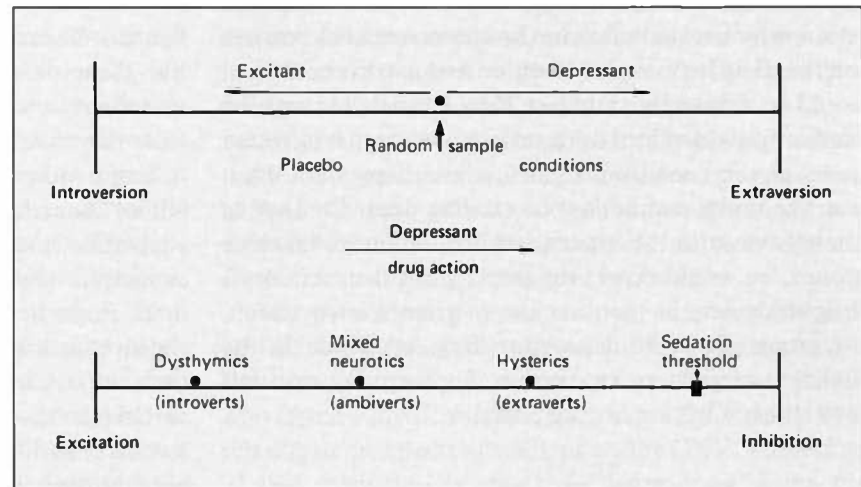 Excitant
Depressant
Random sample
Placebo conditions
Introversion
Extraversion
Depressant
drug action
Dysthymics
Mixed
neurotics
Hysterics
Sedation
threshold
(introverts)
(ambiverts)
(extraverts)
Excitation
Inhibition